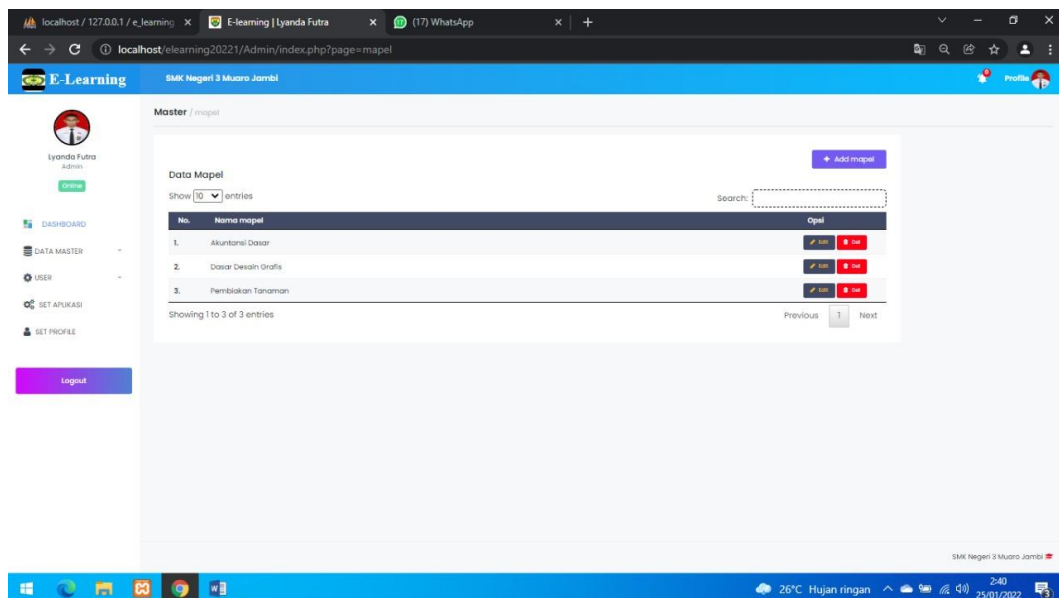 localhost / 127.0.0.1 / e_learning
E-learning | Lyanda Futra
(17) WhatsApp
localhost/elearning20221/Admin/index.php?page=mapel
E-Learning
SMK Negeri 3 Muaro Jambi
Profile
Lyanda Futra
Admin
Online
DASHBOARD
DATA MASTER
USER
SET APLIKASI
SET PROFILE
Logout
Master / mapel
+ Add mapel
Data Mapel
Show 10 entries
Search:
No. Nama mapel Opsi
1. Akuntansi Dasar Edit Del
2. Dasar Desain Grafis Edit Del
3. Pembiakan Tanaman Edit Del
Showing 1 to 3 of 3 entries
Previous 1 Next
SMK Negeri 3 Muaro Jambi
26°C Hujan ringan
2:40
25/01/2022